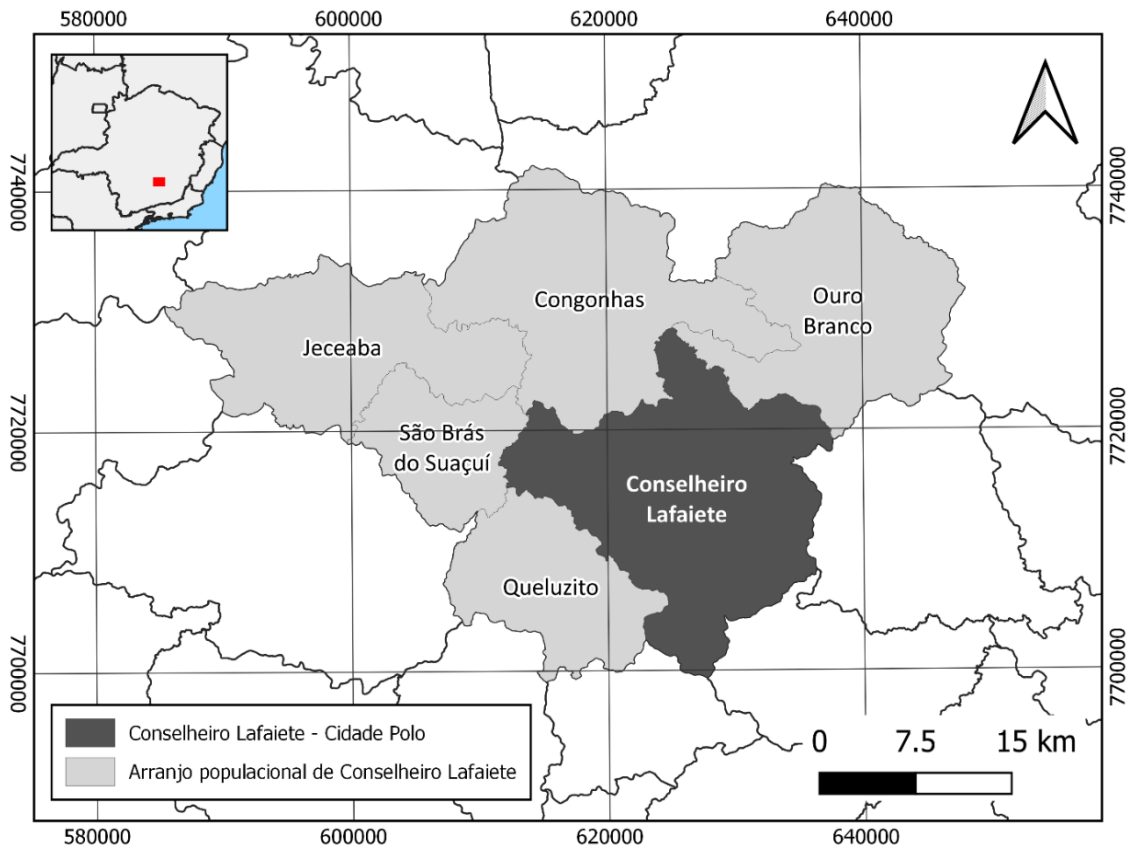 580000 600000 620000 640000
7740000
7740000
Congonhas
Ouro
Branco
Jeceaba
7720000
7720000
São Brás
do Suaçuí
Conselheiro
Lafaiete
Queluzito
7700000
7700000
Conselheiro Lafaiete - Cidade Polo
Arranjo populacional de Conselheiro Lafaiete
0 7.5 15 km
580000 600000 620000 640000